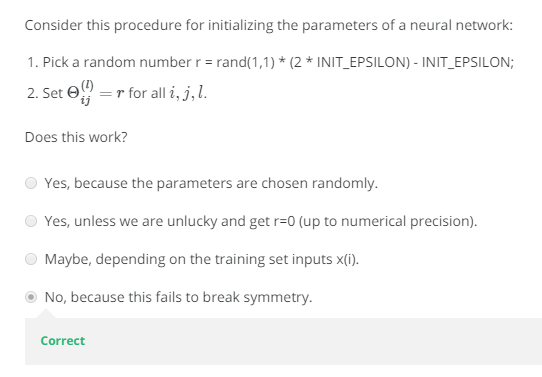 Consider this procedure for initializing the parameters of a neural network:
1. Pick a random number r = rand(1,1) * (2 * INIT_EPSILON) - INIT_EPSILON;
2. Set Θ_{ij}^{(l)} = r for all i, j, l.
Does this work?
Yes, because the parameters are chosen randomly.
Yes, unless we are unlucky and get r=0 (up to numerical precision).
Maybe, depending on the training set inputs x(i).
No, because this fails to break symmetry.
Correct